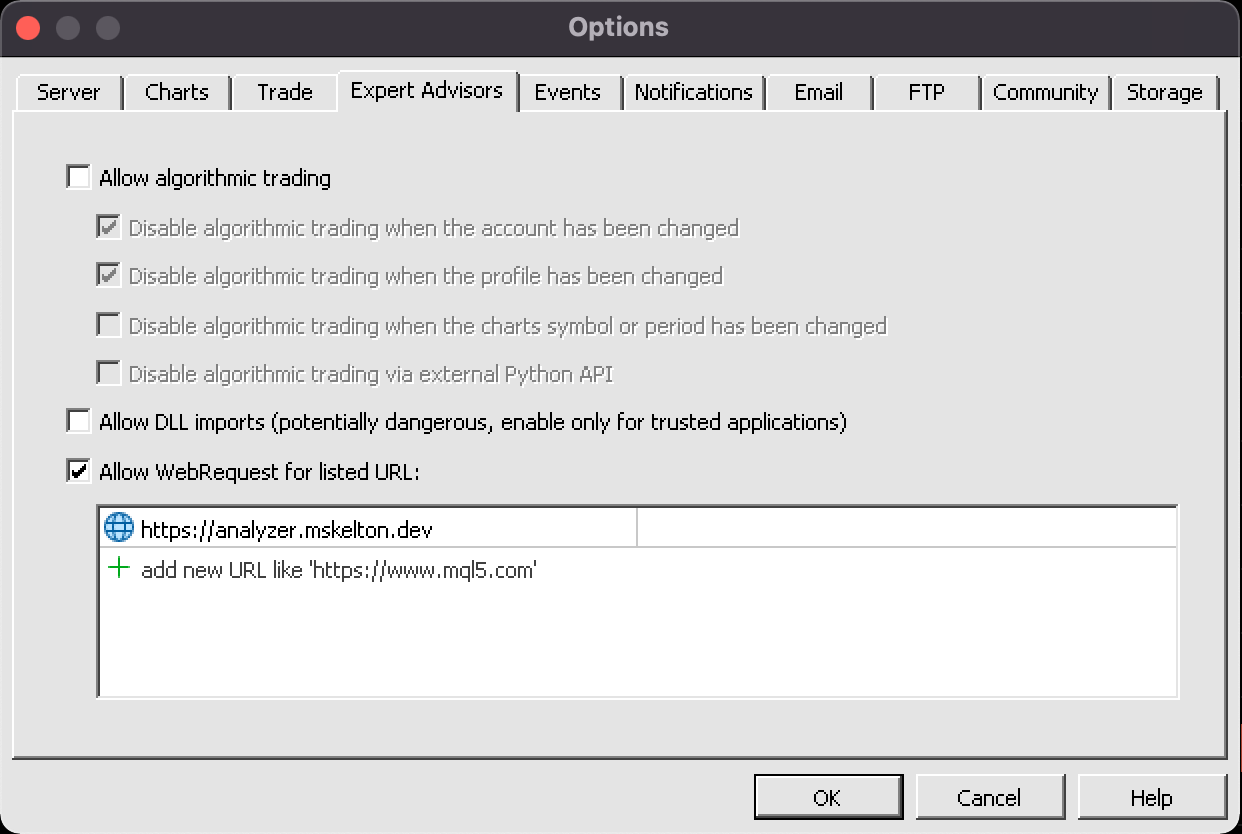 Options
Server Charts Trade Expert Advisors Events Notifications Email FTP Community Storage
Allow algorithmic trading
Disable algorithmic trading when the account has been changed
Disable algorithmic trading when the profile has been changed
Disable algorithmic trading when the charts symbol or period has been changed
Disable algorithmic trading via external Python API
Allow DLL imports (potentially dangerous, enable only for trusted applications)
Allow WebRequest for listed URL:
https://analyzer.mskelton.dev
add new URL like 'https://www.mql5.com'
OK Cancel Help